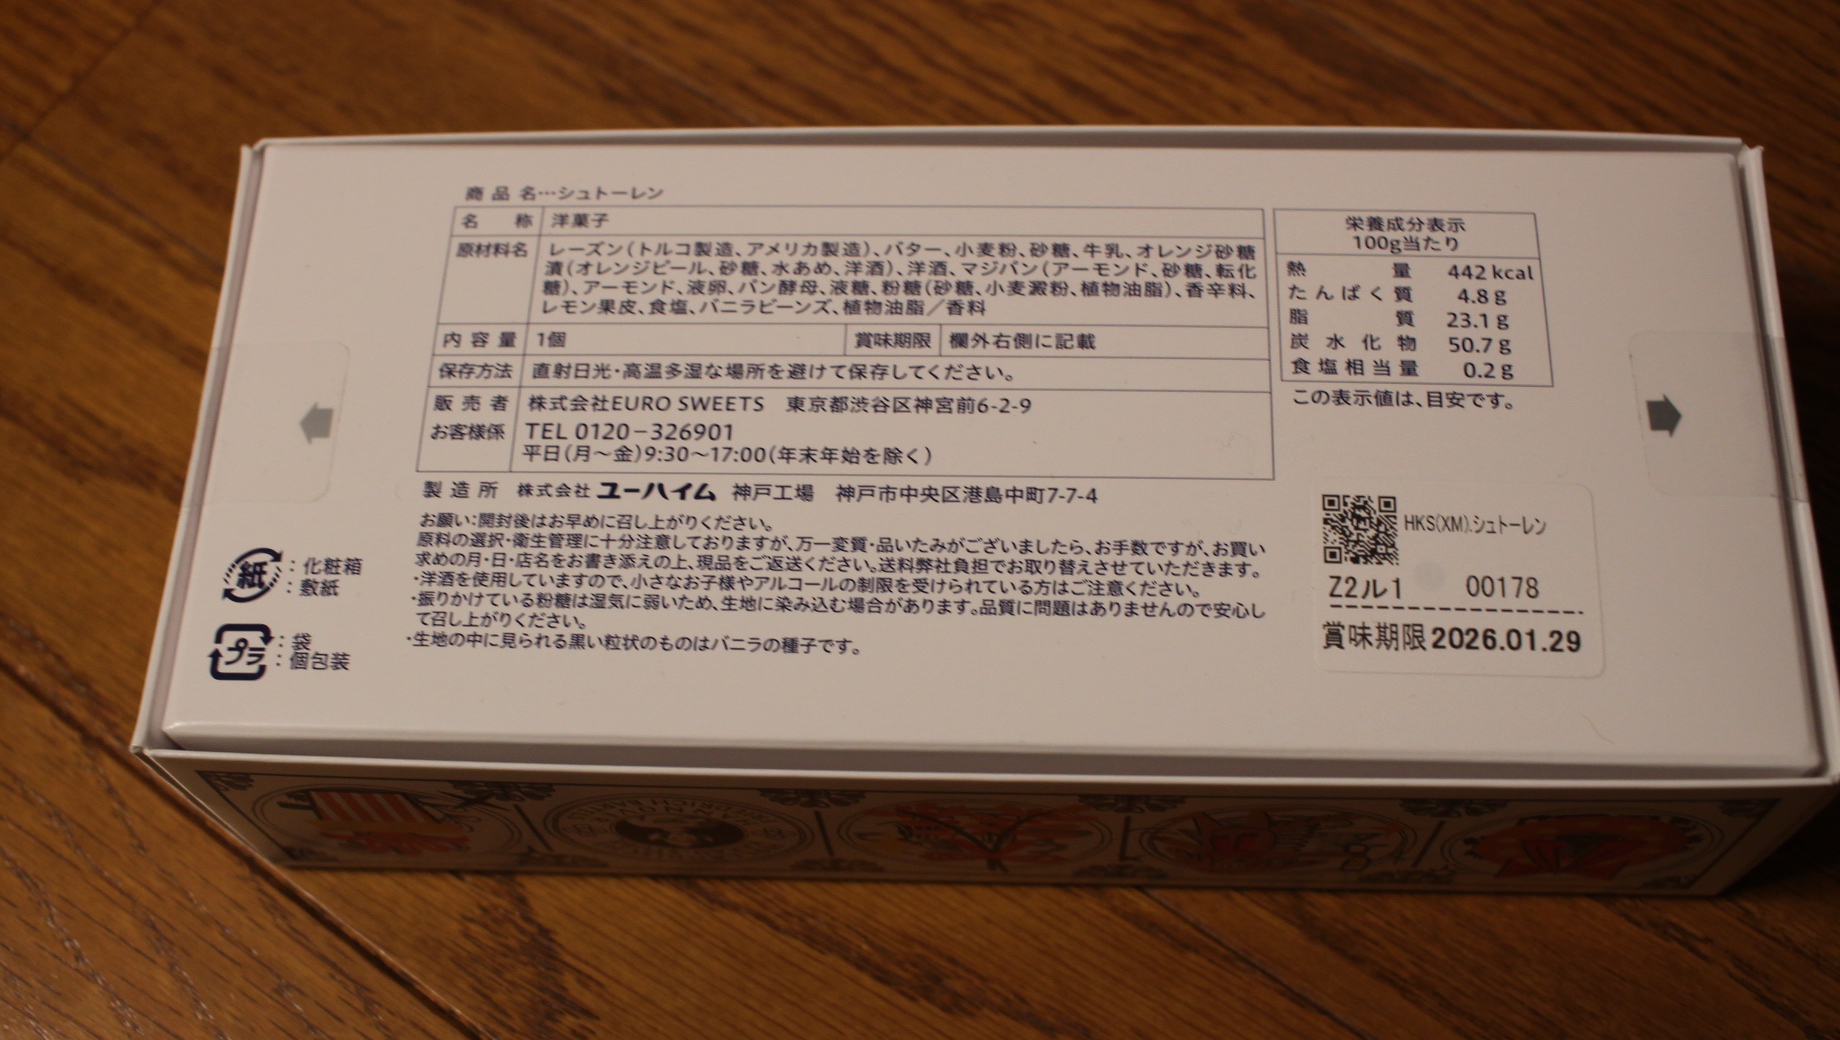 商品名…シュトーレン
名称 洋菓子
原材料名 レーズン(トルコ製造、アメリカ製造)、バター、小麦粉、砂糖、牛乳、オレンジ砂糖
漬(オレンジピール、砂糖、水あめ、洋酒)、洋酒、マジパン(アーモンド、砂糖、転化
糖)、アーモンド、液卵、パン酵母、液糖、粉糖(砂糖、小麦澱粉、植物油脂)、香辛料、
レモン果皮、食塩、バニラビーンズ、植物油脂/香料
内容量 1個 賞味期限 欄外右側に記載
保存方法 直射日光・高温多湿な場所を避けて保存してください。
販売者 株式会社EURO SWEETS 東京都渋谷区神宮前6-2-9
お客様係 TEL 0120-326901
平日(月〜金)9:30〜17:00(年末年始を除く)
製造所 株式会社 ユーハイム 神戸工場 神戸市中央区港島中町7-7-4
お願い:開封後はお早めに召し上がりください。
原料の選択・衛生管理に十分注意しておりますが、万一変質・品いたみがございましたら、お手数ですが、お買い
求めの月・日・店名をお書き添えの上、現品をご返送ください。送料弊社負担でお取り替えさせていただきます。
・洋酒を使用していますので、小さなお子様やアルコールの制限を受けられている方はご注意ください。
・振りかけている粉糖は湿気に弱いため、生地に染み込む場合があります。品質に問題はありませんので安心し
て召し上がりください。
・生地の中に見られる黒い粒状のものはバニラの種子です。
栄養成分表示
100g当たり
熱量 442 kcal
たんぱく質 4.8 g
脂質 23.1 g
炭水化物 50.7 g
食塩相当量 0.2 g
この表示値は、目安です。
紙:化粧箱
:敷紙
プラ:袋
:個包装
HKS(XM).シュトーレン
Z2ル1 00178
賞味期限 2026.01.29